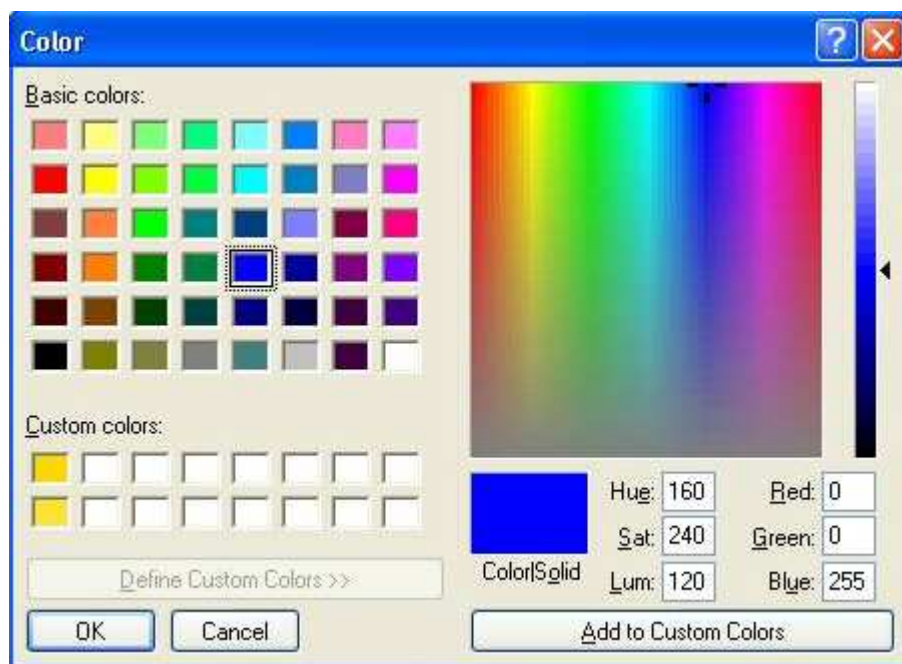 Color
Basic colors:
Custom colors:
Define Custom Colors >>
OK Cancel
Hue: 160 Red: 0
Sat: 240 Green: 0
Color|Solid
Lum: 120 Blue: 255
Add to Custom Colors